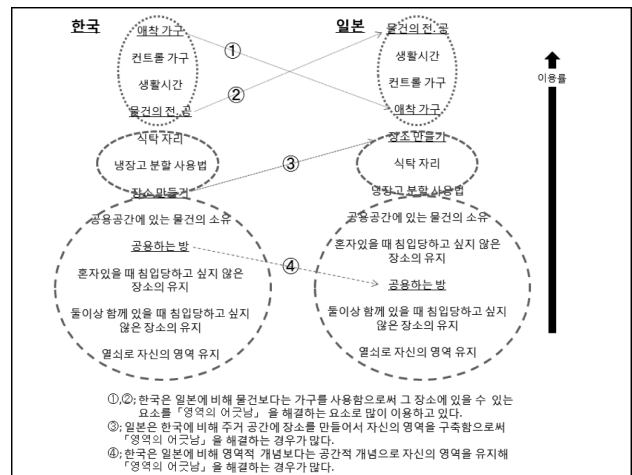 한국
애착 가구
컨트롤 가구
생활시간
물건의 전. 공
식탁 자리
냉장고 분할 사용법
장소 만들기
공용공간에 있는 물건의 소유
공용하는 방
혼자있을 때 침입당하고 싶지 않은
장소의 유지
둘이상 함께 있을 때 침입당하고 싶지
않은 장소의 유지
열쇠로 자신의 영역 유지
①
②
③
④
일본
물건의 전. 공
생활시간
컨트롤 가구
애착 가구
장소 만들기
식탁 자리
냉장고 분할 사용법
공용공간에 있는 물건의 소유
혼자있을 때 침입당하고 싶지 않은
장소의 유지
공용하는 방
둘이상 함께 있을 때 침입당하고 싶지
않은 장소의 유지
열쇠로 자신의 영역 유지
이용률
①,②; 한국은 일본에 비해 물건보다는 가구를 사용함으로써 그 장소에 있을 수 있는
요소를「영역의 어긋남」을 해결하는 요소로 많이 이용하고 있다.
③; 일본은 한국에 비해 주거 공간에 장소를 만들어서 자신의 영역을 구축함으로써
「영역의 어긋남」을 해결하는 경우가 많다.
④; 한국은 일본에 비해 영역적 개념보다는 공간적 개념으로 자신의 영역을 유지해
「영역의 어긋남」을 해결하는 경우가 많다.